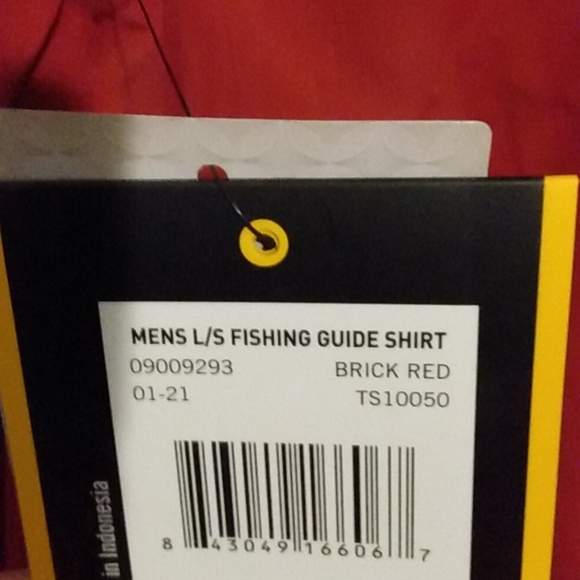 MENS L/S FISHING GUIDE SHIRT
09009293 BRICK RED
01-21 TS10050
8 43049 16606 7
in Indonesia